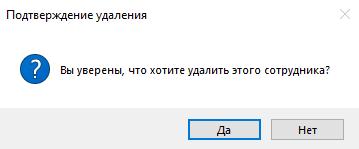 Подтверждение удаления
Вы уверены, что хотите удалить этого сотрудника?
Да
Нет